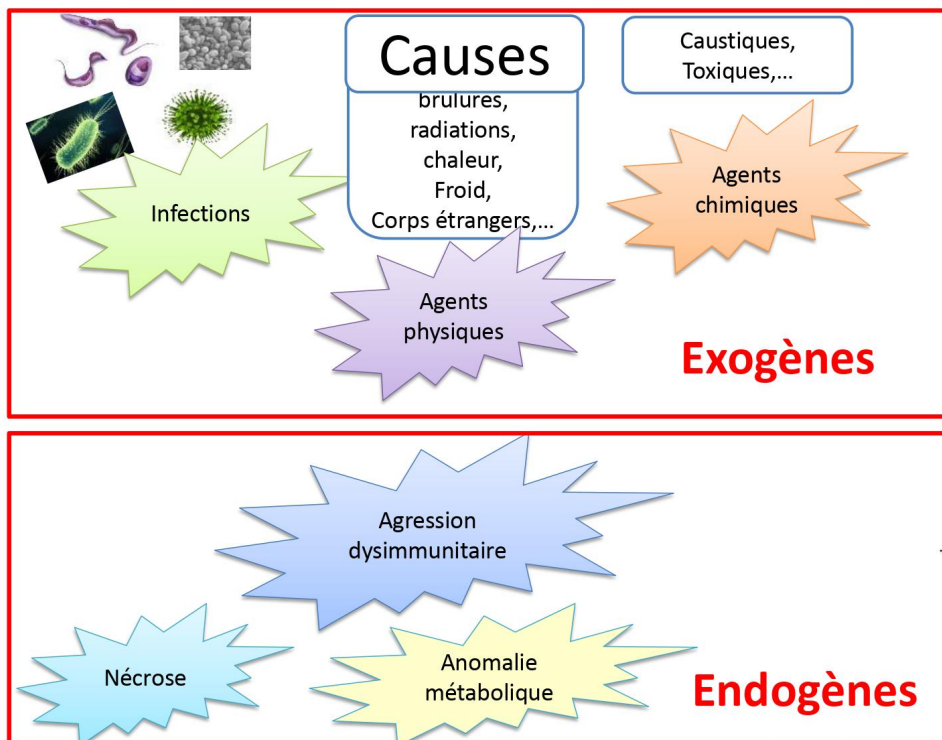 Causes
brulures,
radiations,
chaleur,
Froid,
Corps étrangers,...
Caustiques,
Toxiques,...
Infections
Agents
chimiques
Agents
physiques
Exogènes
Agression
dysimmunitaire
Nécrose
Anomalie
métabolique
Endogènes